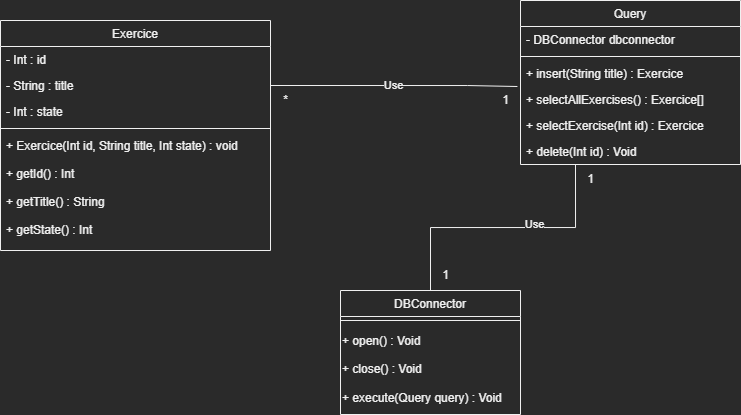 Exercice
- Int : id
- String : title
- Int : state
+ Exercice(Int id, String title, Int state) : void
+ getId() : Int
+ getTitle() : String
+ getState() : Int
*
Use
1
Query
- DBConnector dbconnector
+ insert(String title) : Exercice
+ selectAllExercises() : Exercice[]
+ selectExercise(Int id) : Exercice
+ delete(Int id) : Void
1
Use
1
DBConnector
+ open() : Void
+ close() : Void
+ execute(Query query) : Void